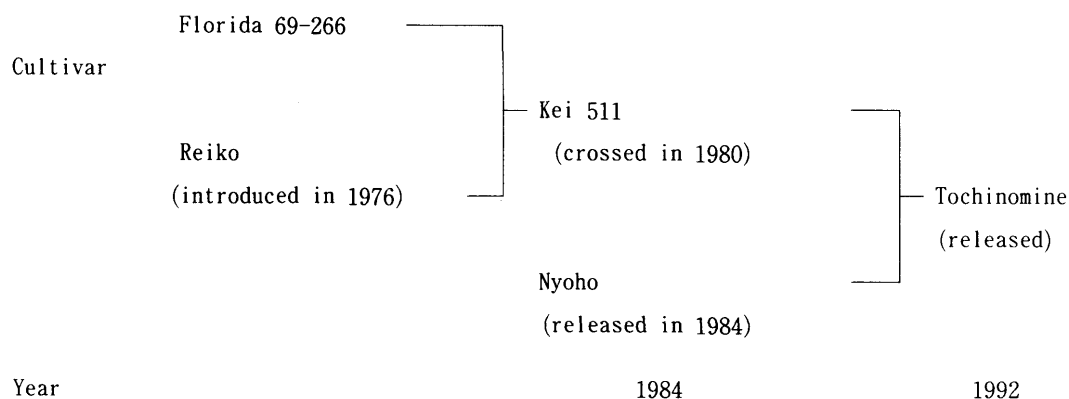 Florida 69-266
Cultivar
Kei 511
Reiko
(crossed in 1980)
(introduced in 1976)
Tochinomine
(released)
Nyoho
(released in 1984)
Year 1984 1992